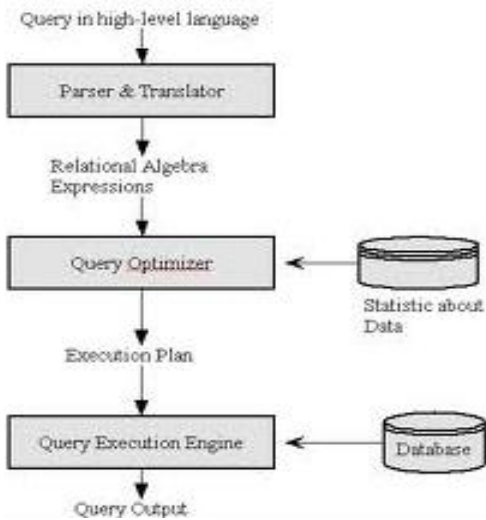 Query in high-level language
Parser & Translator
Relational Algebra
Expressions
Query Optimizer
Statistic about
Data
Execution Plan
Query Execution Engine
Database
Query Output